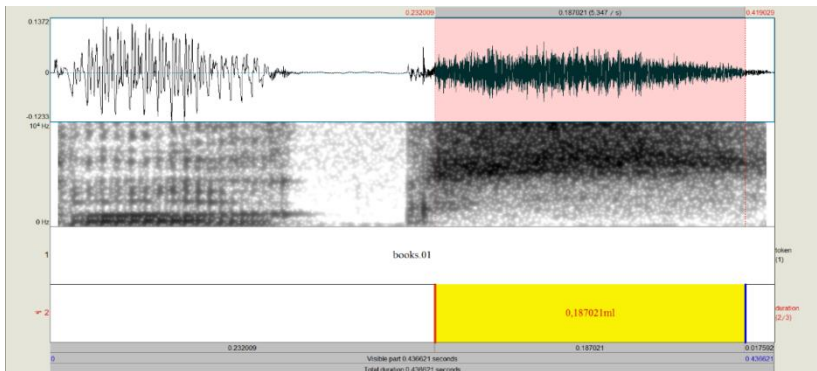 0.232009 0.187021 (5.347 / s) 0.419029
0.1372
0
-0.1233
10⁴ Hz
0 Hz
1 books.01 token
(1)
2 0,187021ml duration
(2/3)
0.232009 0.187021 0.017592
0 Visible part 0.436621 seconds 0.436621
Total duration 0.436621 seconds